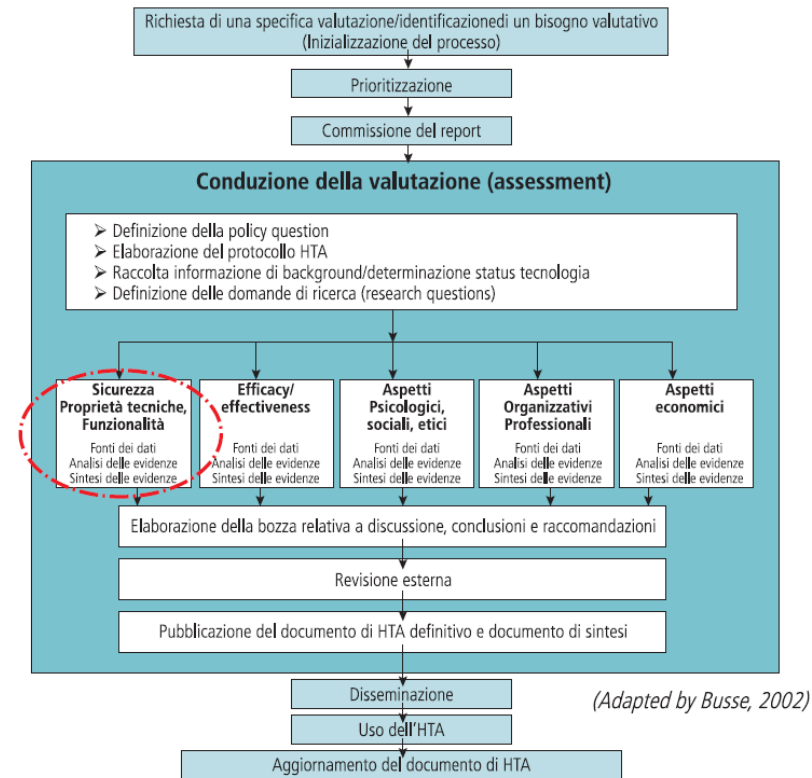 Richiesta di una specifica valutazione/identificazionedi un bisogno valutativo
(Inizializzazione del processo)
Prioritizzazione
Commissione del report
Conduzione della valutazione (assessment)
➢ Definizione della policy question
➢ Elaborazione del protocollo HTA
➢ Raccolta informazione di background/determinazione status tecnologia
➢ Definizione delle domande di ricerca (research questions)
Sicurezza
Proprietà tecniche,
Funzionalità
Fonti dei dati
Analisi delle evidenze
Sintesi delle evidenze
Efficacy/
effectiveness
Fonti dei dati
Analisi delle evidenze
Sintesi delle evidenze
Aspetti
Psicologici,
sociali, etici
Fonti dei dati
Analisi delle evidenze
Sintesi delle evidenze
Aspetti
Organizzativi
Professionali
Fonti dei dati
Analisi delle evidenze
Sintesi delle evidenze
Aspetti
economici
Fonti dei dati
Analisi delle evidenze
Sintesi delle evidenze
Elaborazione della bozza relativa a discussione, conclusioni e raccomandazioni
Revisione esterna
Pubblicazione del documento di HTA definitivo e documento di sintesi
Disseminazione
(Adapted by Busse, 2002)
Uso dell'HTA
Aggiornamento del documento di HTA